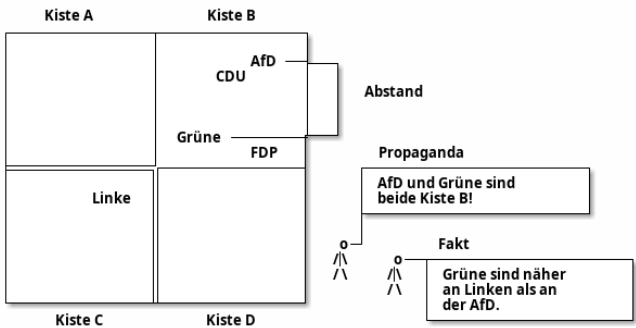 Kiste A
Kiste B
AfD
CDU
Abstand
Grüne
FDP
Propaganda
AfD und Grüne sind
beide Kiste B!
Linke
Fakt
Grüne sind näher
an Linken als an
der AfD.
Kiste C
Kiste D